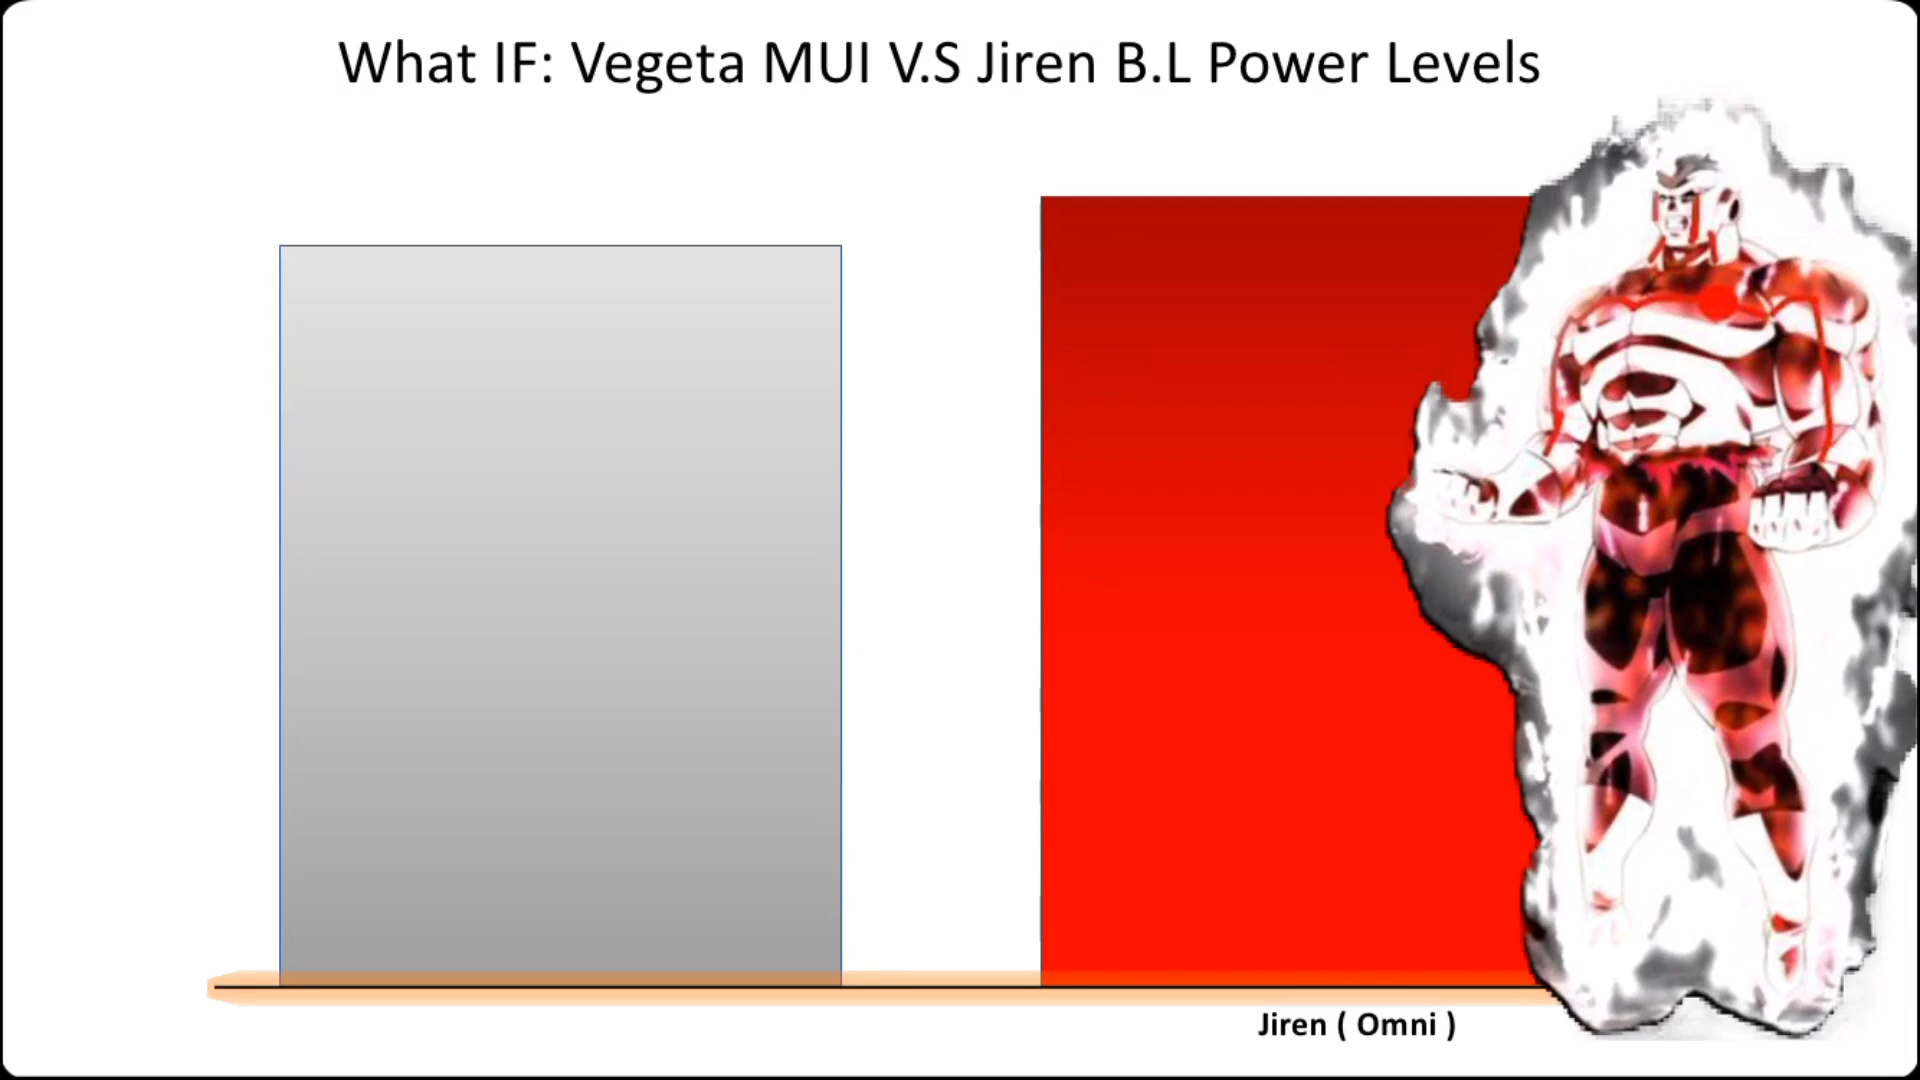 What IF: Vegeta MUI V.S Jiren B.L Power Levels
Jiren ( Omni )